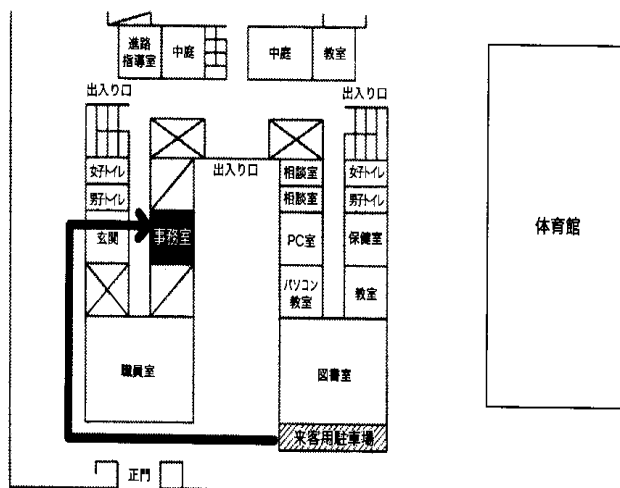 進路
指導室
中庭
中庭
教室
出入り口
出入り口
女子トイレ
男子トイレ
玄関
事務室
職員室
出入り口
相談室
相談室
PC室
パソコン
教室
女子トイレ
男子トイレ
保健室
教室
図書室
来客用駐車場
正門
体育館